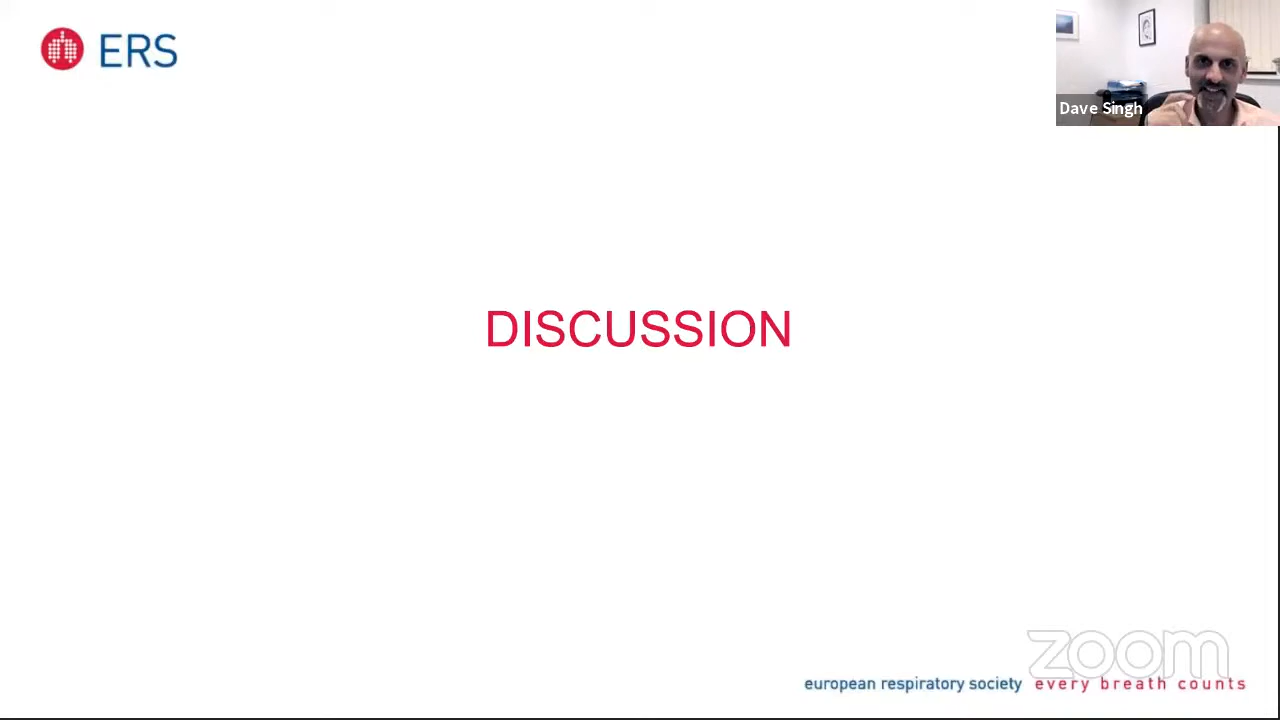 ERS
Dave Singh
DISCUSSION
zoom
european respiratory society every breath counts